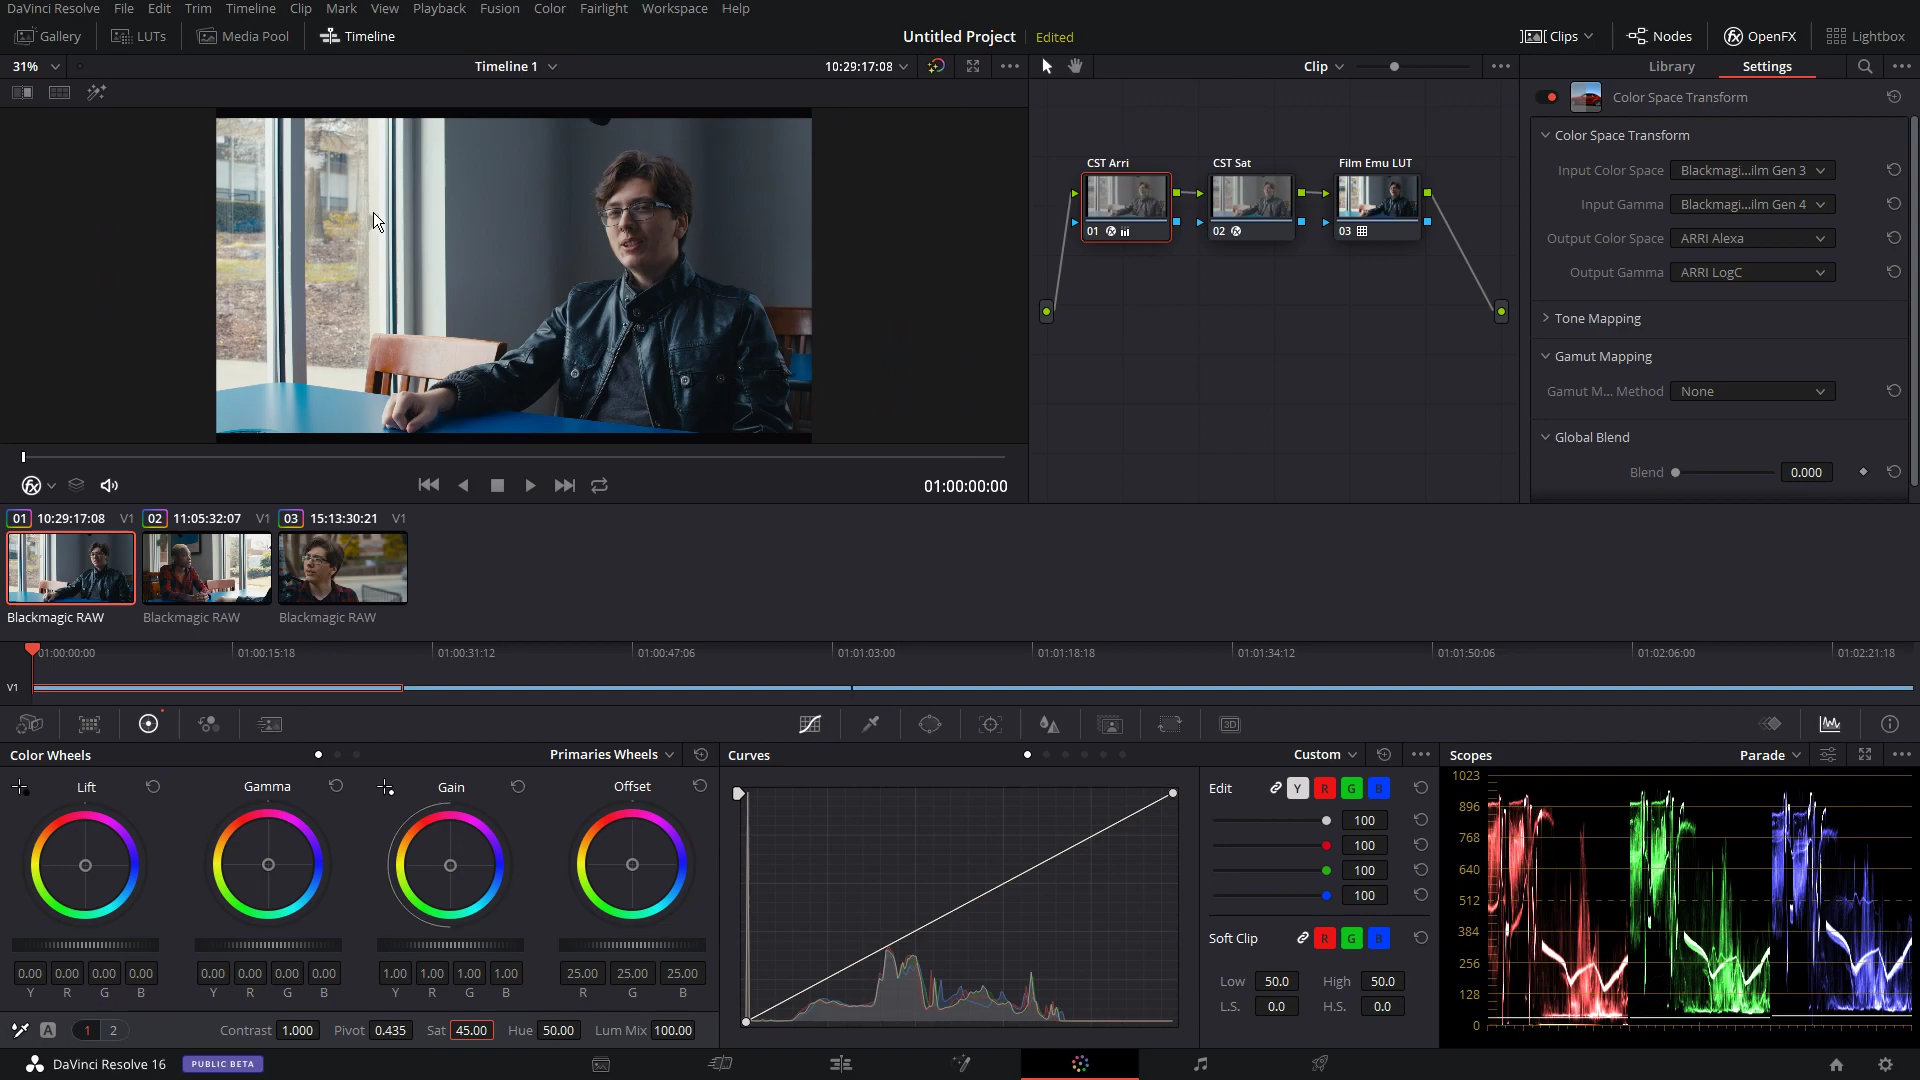 DaVinci Resolve File Edit Trim Timeline Clip Mark View Playback Fusion Color Fairlight Workspace Help
Gallery LUTs Media Pool Timeline Untitled Project Edited Clips Nodes OpenFX Lightbox
31% Timeline 1 10:29:17:08 Clip Library Settings
Color Space Transform
Color Space Transform
Input Color Space Blackmagi...ilm Gen 3
Input Gamma Blackmagi...ilm Gen 4
Output Color Space ARRI Alexa
Output Gamma ARRI LogC
Tone Mapping
Gamut Mapping
Gamut M... Method None
Global Blend
Blend 0.000
CST Arri CST Sat Film Emu LUT
01 02 03
01:00:00:00
01 10:29:17:08 V1 02 11:05:32:07 V1 03 15:13:30:21 V1
Blackmagic RAW Blackmagic RAW Blackmagic RAW
01:00:00:00 01:00:15:18 01:00:31:12 01:00:47:06 01:01:03:00 01:01:18:18 01:01:34:12 01:01:50:06 01:02:06:00 01:02:21:18
V1
3D
Color Wheels Primaries Wheels
Lift Gamma Gain Offset
0.00 0.00 0.00 0.00 0.00 0.00 0.00 0.00 1.00 1.00 1.00 1.00 25.00 25.00 25.00
Y R G B Y R G B Y R G B R G B
A 1 2 Contrast 1.000 Pivot 0.435 Sat 45.00 Hue 50.00 Lum Mix 100.00
Curves Custom
Edit Y R G B
100
100
100
100
Soft Clip R G B
Low 50.0 High 50.0
L.S. 0.0 H.S. 0.0
Scopes Parade
1023
896
768
640
512
384
256
128
0
DaVinci Resolve 16 PUBLIC BETA